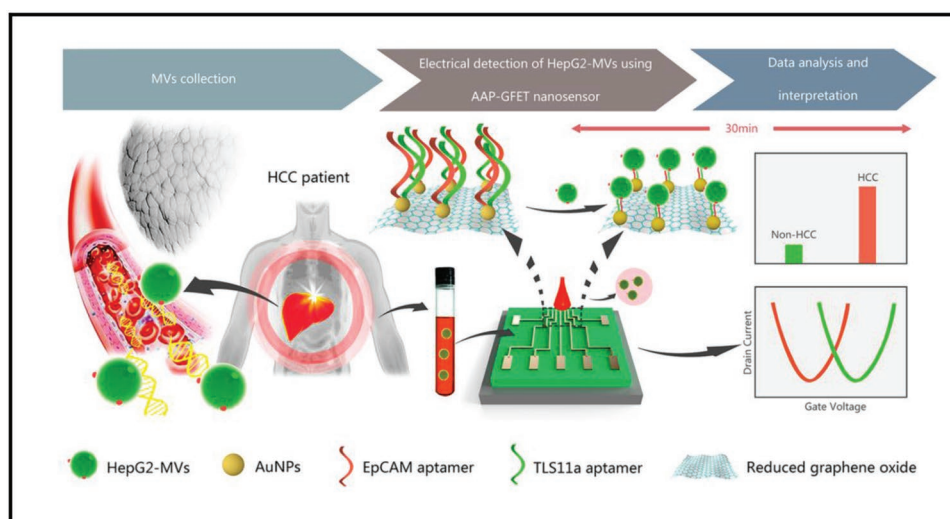 MVs collection
Electrical detection of HepG2-MVs using
AAP-GFET nanosensor
Data analysis and
interpretation
30min
HCC patient
HCC
Non-HCC
Drain Current
Gate Voltage
HepG2-MVs
AuNPs
EpCAM aptamer
TLS11a aptamer
Reduced graphene oxide